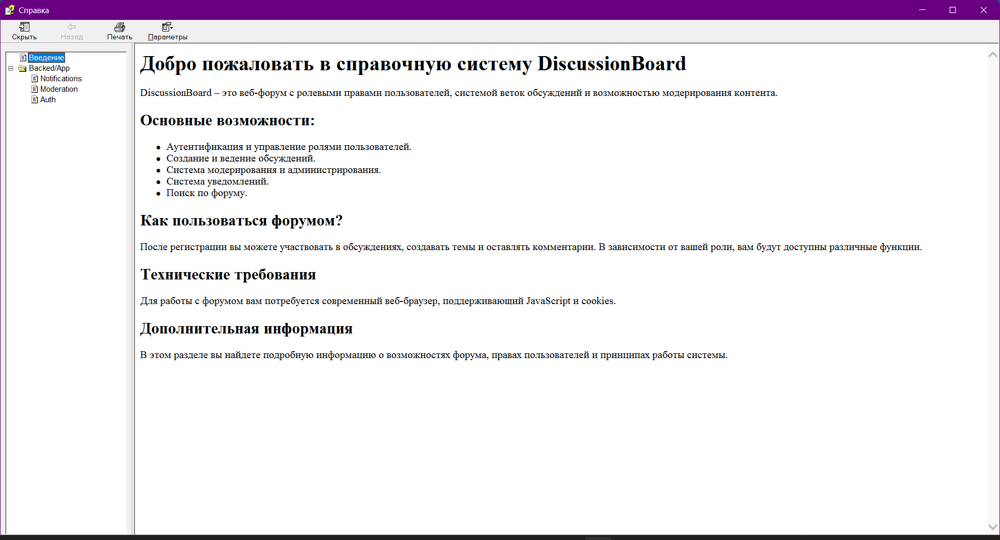 Справка
Скрыть
Назад
Печать
Параметры
Введение
Backed/App
Notifications
Moderation
Auth
Добро пожаловать в справочную систему DiscussionBoard
DiscussionBoard – это веб-форум с ролевыми правами пользователей, системой веток обсуждений и возможностью модерирования контента.
Основные возможности:
Аутентификация и управление ролями пользователей.
Создание и ведение обсуждений.
Система модерирования и администрирования.
Система уведомлений.
Поиск по форуму.
Как пользоваться форумом?
После регистрации вы можете участвовать в обсуждениях, создавать темы и оставлять комментарии. В зависимости от вашей роли, вам будут доступны различные функции.
Технические требования
Для работы с форумом вам потребуется современный веб-браузер, поддерживающий JavaScript и cookies.
Дополнительная информация
В этом разделе вы найдете подробную информацию о возможностях форума, правах пользователей и принципах работы системы.